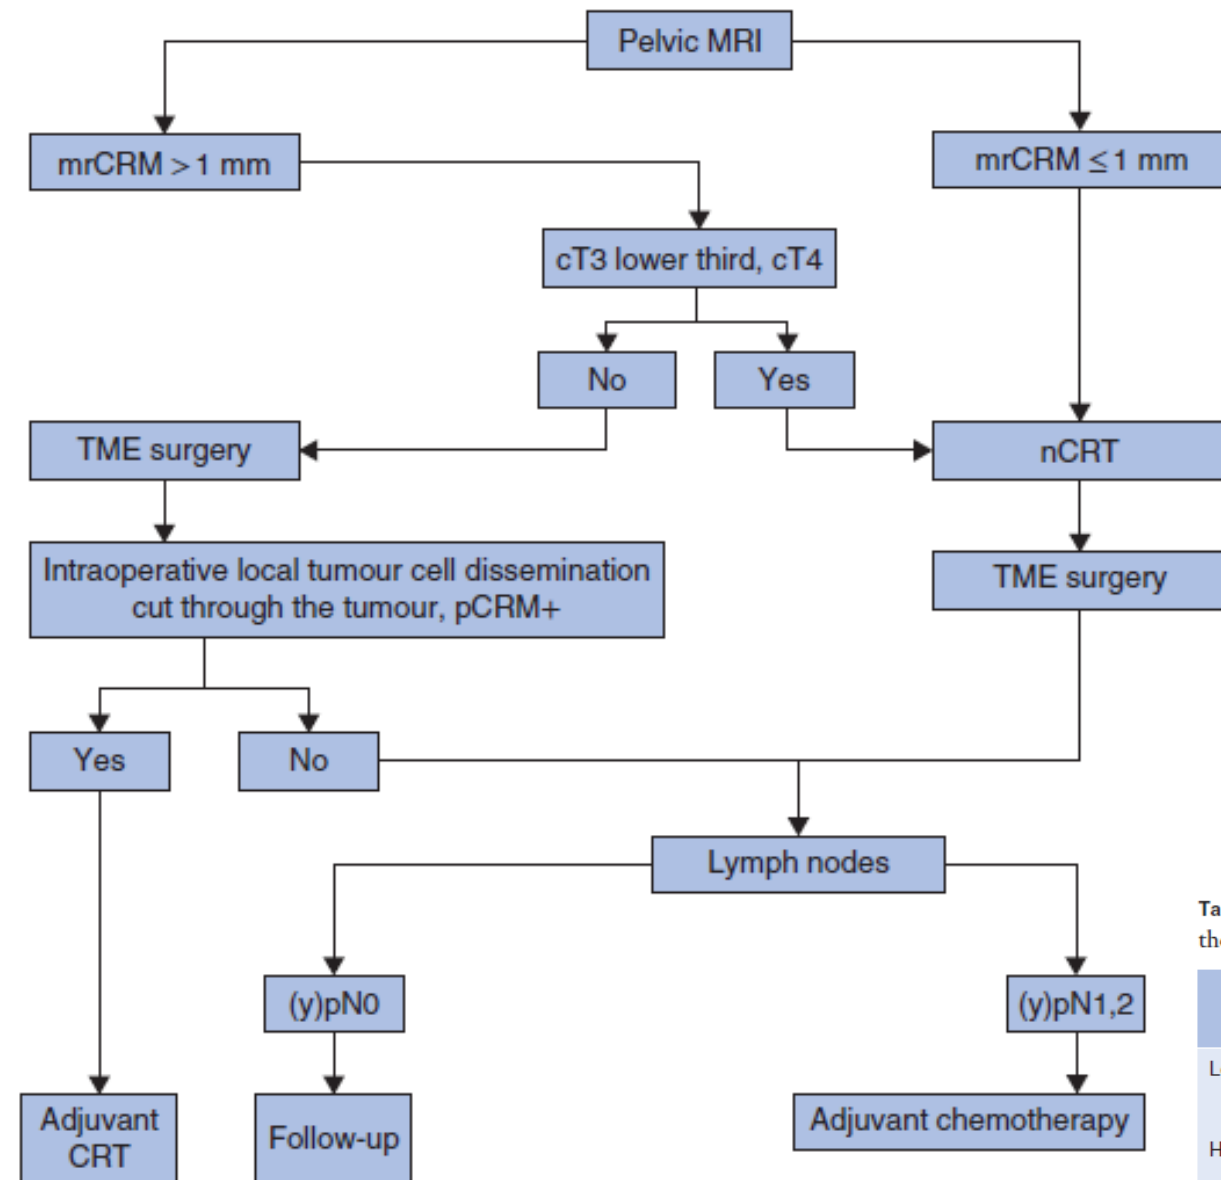 Pelvic MRI
mrCRM > 1 mm
mrCRM ≤ 1 mm
cT3 lower third, cT4
No
Yes
TME surgery
nCRT
Intraoperative local tumour cell dissemination
cut through the tumour, pCRM+
TME surgery
Yes
No
Lymph nodes
(y)pN0
(y)pN1,2
Adjuvant
CRT
Follow-up
Adjuvant chemotherapy